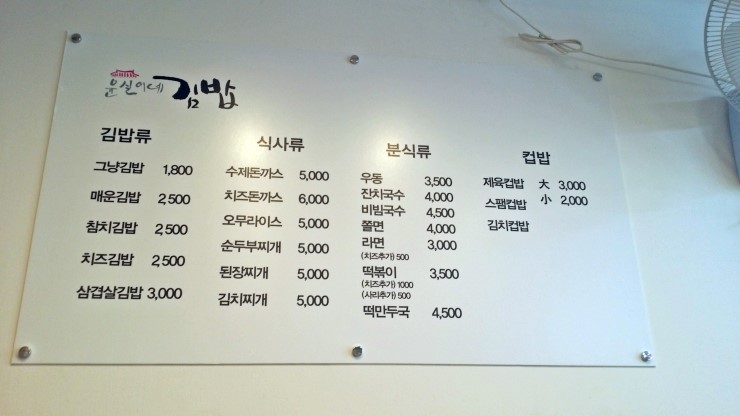 윤실이네 김밥
김밥류
그냥김밥 1,800
매운김밥 2,500
참치김밥 2,500
치즈김밥 2,500
삼겹살김밥 3,000
식사류
수제돈까스 5,000
치즈돈까스 6,000
오무라이스 5,000
순두부찌개 5,000
된장찌개 5,000
김치찌개 5,000
분식류
우동 3,500
잔치국수 4,000
비빔국수 4,500
쫄면 4,000
라면 3,000
(치즈추가) 500
떡볶이 3,500
(치즈추가) 1000
(사리추가) 500
떡만두국 4,500
컵밥
제육컵밥 大 3,000
스팸컵밥 小 2,000
김치컵밥